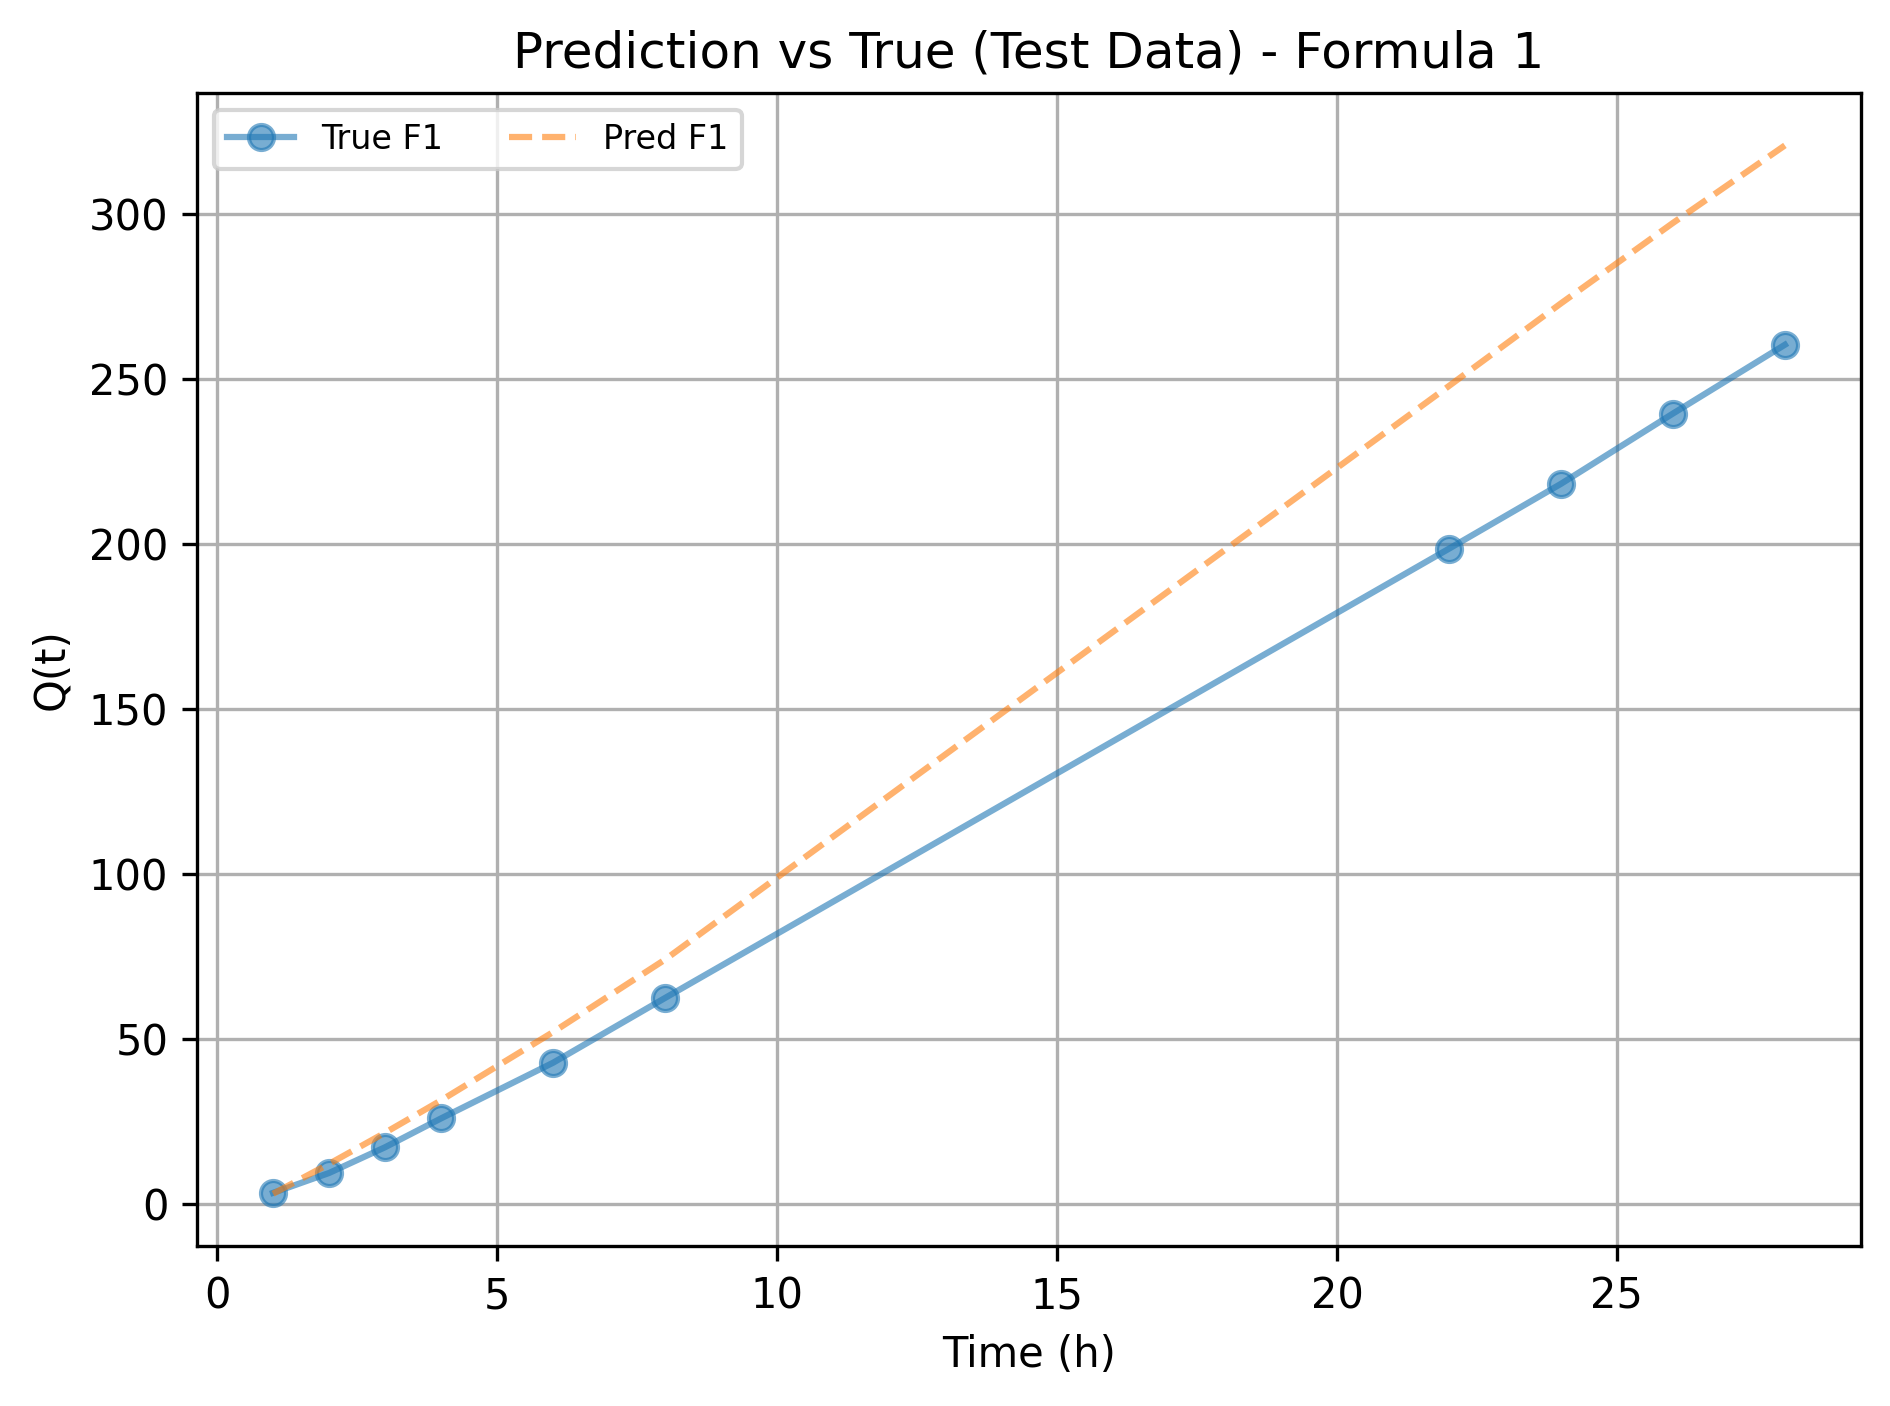 Prediction vs True (Test Data) - Formula 1
True F1
Pred F1
300
250
200
150
100
50
0
Q(t)
0 5 10 15 20 25
Time (h)